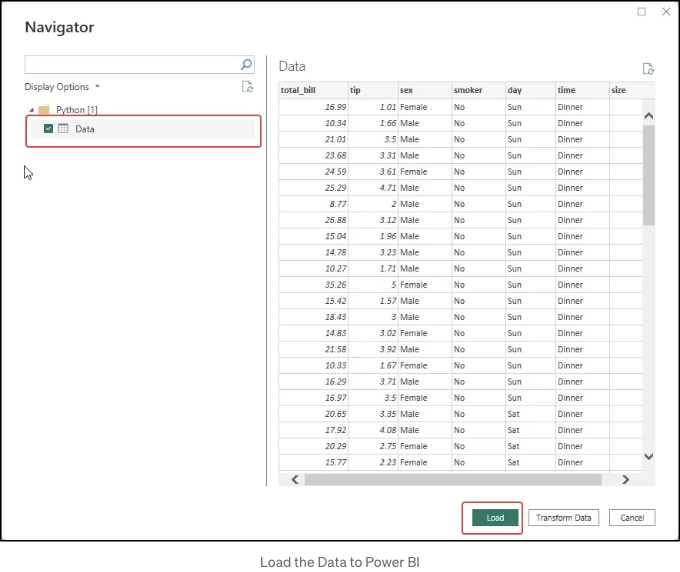 Navigator
Display Options
Python [1]
Data
Data
total_bill tip sex smoker day time size
16.99 1.01 Female No Sun Dinner
10.34 1.66 Male No Sun Dinner
21.01 3.5 Male No Sun Dinner
23.68 3.31 Male No Sun Dinner
24.59 3.61 Female No Sun Dinner
25.29 4.71 Male No Sun Dinner
8.77 2 Male No Sun Dinner
26.88 3.12 Male No Sun Dinner
15.04 1.96 Male No Sun Dinner
14.78 3.23 Male No Sun Dinner
10.27 1.71 Male No Sun Dinner
35.26 5 Female No Sun Dinner
15.42 1.57 Male No Sun Dinner
18.43 3 Male No Sun Dinner
14.83 3.02 Female No Sun Dinner
21.58 3.92 Male No Sun Dinner
10.33 1.67 Female No Sun Dinner
16.29 3.71 Male No Sun Dinner
16.97 3.5 Female No Sun Dinner
20.65 3.35 Male No Sat Dinner
17.92 4.08 Male No Sat Dinner
20.29 2.75 Female No Sat Dinner
15.77 2.23 Female No Sat Dinner
Load Transform Data Cancel
Load the Data to Power BI